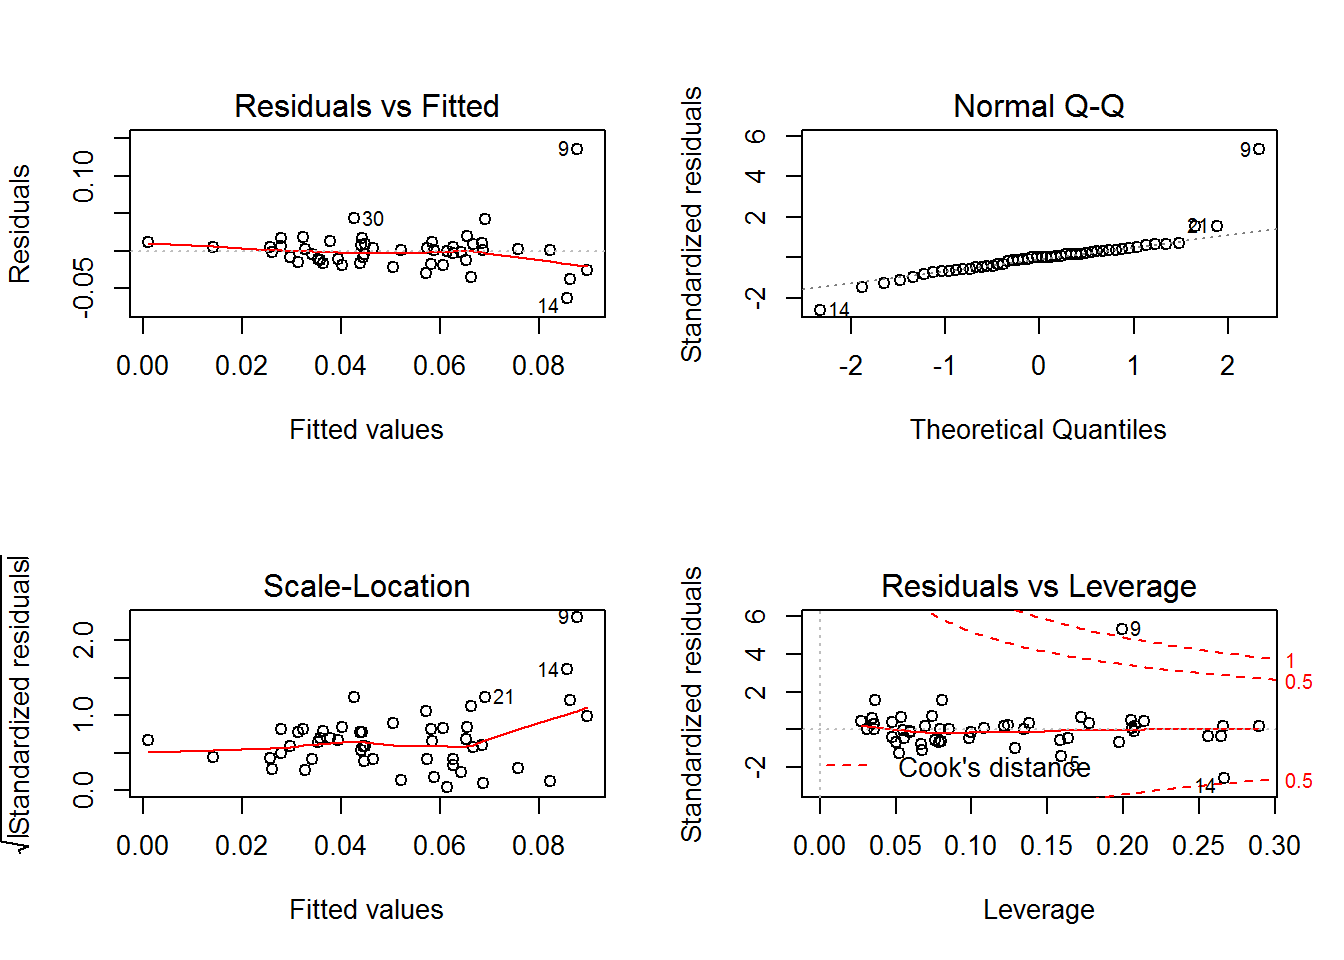 Residuals vs Fitted
Residuals
0.10
-0.05
9
30
14
0.00 0.02 0.04 0.06 0.08
Fitted values
Normal Q-Q
Standardized residuals
6
4
2
-2
9
21
14
-2 -1 0 1 2
Theoretical Quantiles
Scale-Location
√|Standardized residuals|
2.0
1.0
0.0
9
14
21
0.00 0.02 0.04 0.06 0.08
Fitted values
Residuals vs Leverage
Standardized residuals
6
4
2
-2
9
1
0.5
5
Cook's distance
14
0.5
0.00 0.05 0.10 0.15 0.20 0.25 0.30
Leverage